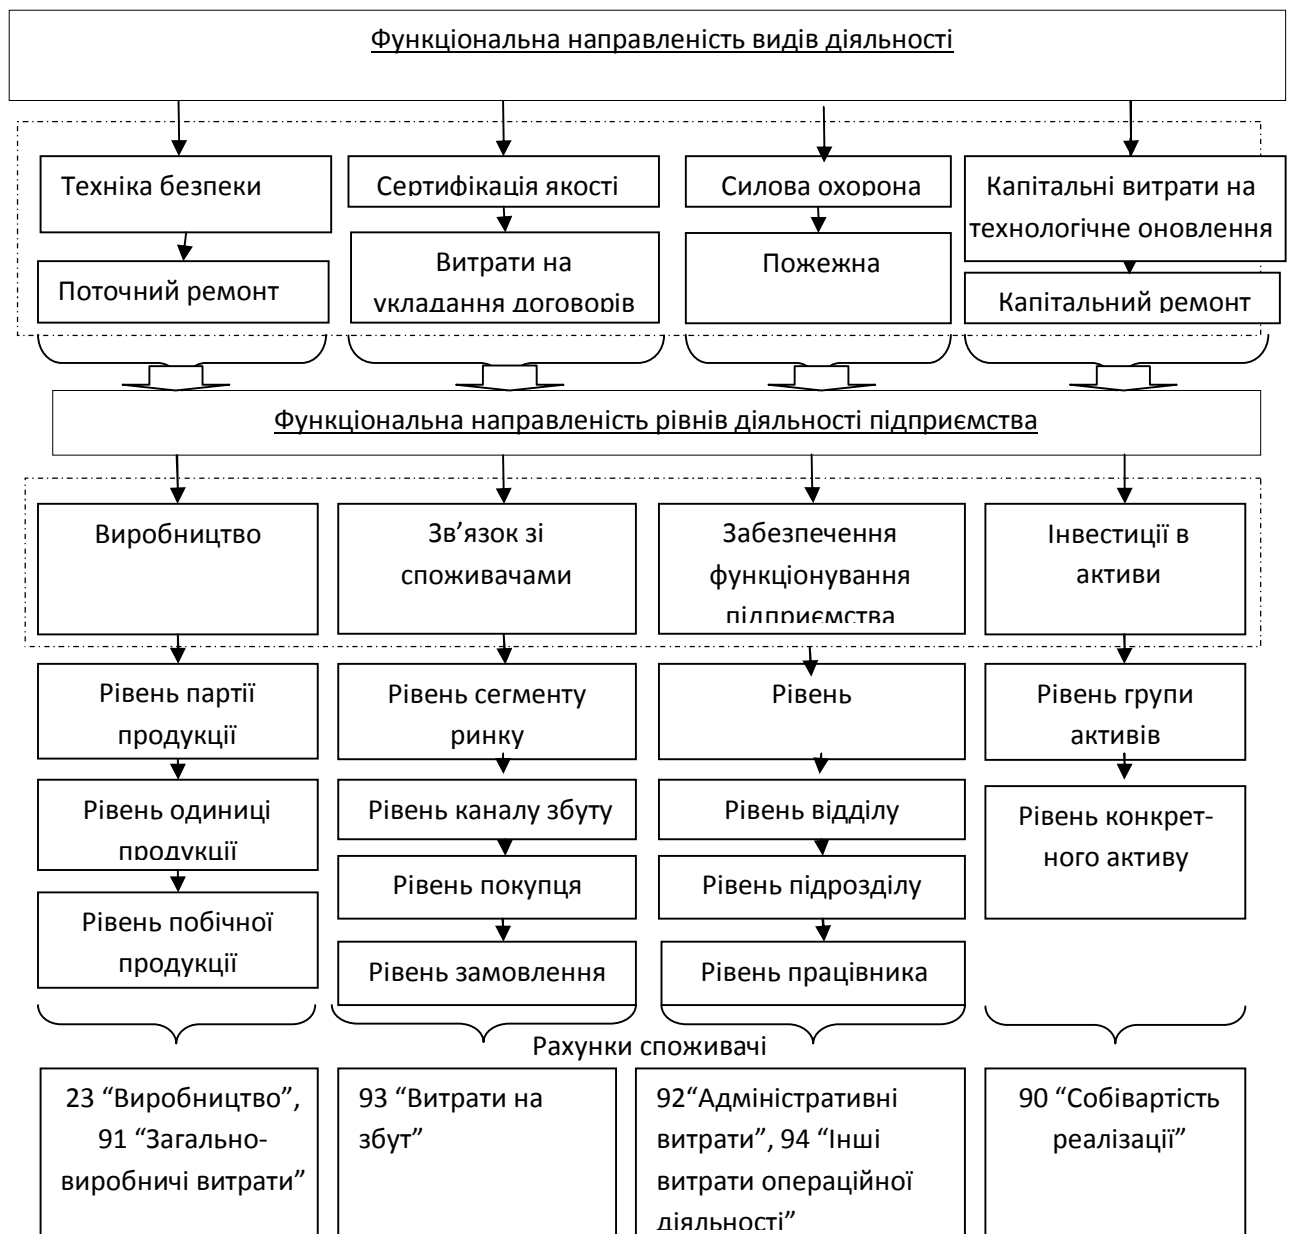 Функціональна направленість видів діяльності
Техніка безпеки
Сертифікація якості
Силова охорона
Капітальні витрати на
технологічне оновлення
Поточний ремонт
Витрати на
укладання договорів
Пожежна
Капітальний ремонт
Функціональна направленість рівнів діяльності підприємства
Виробництво
Зв’язок зі
споживачами
Забезпечення
функціонування
підприємства
Інвестиції в
активи
Рівень партії
продукції
Рівень сегменту
ринку
Рівень
Рівень групи
активів
Рівень одиниці
продукції
Рівень каналу збуту
Рівень відділу
Рівень конкрет-
ного активу
Рівень покупця
Рівень підрозділу
Рівень побічної
продукції
Рівень замовлення
Рівень працівника
Рахунки споживачі
23 “Виробництво”,
91 “Загально-
виробничі витрати”
93 “Витрати на
збут”
92“Адміністративні
витрати”, 94 “Інші
витрати операційної
діяльності”
90 “Собівартість
реалізації”